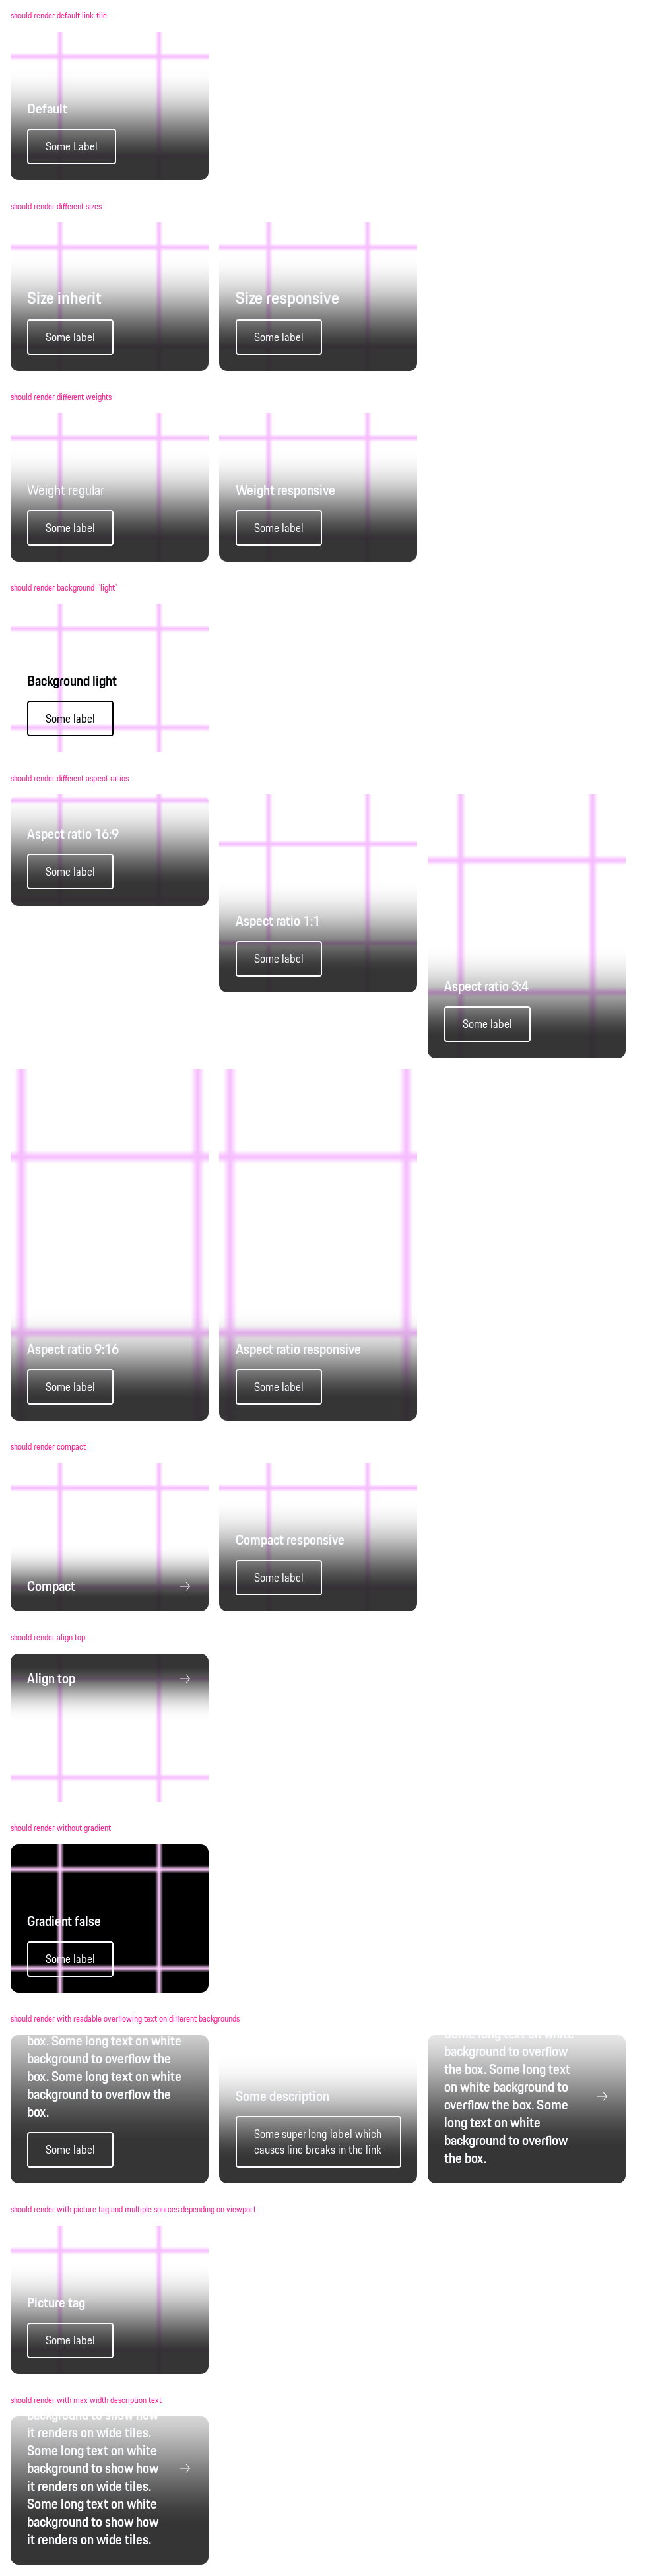 should render default link-tile
Default
Some Label
should render different sizes
Size inherit
Size responsive
Some label
Some label
should render different weights
Weight regular
Weight responsive
Some label
Some label
should render background='light'
Background light
Some label
should render different aspect ratios
Aspect ratio 16:9
Some label
Aspect ratio 1:1
Some label
Aspect ratio 3:4
Some label
Aspect ratio 9:16
Aspect ratio responsive
Some label
Some label
should render compact
Compact
Compact responsive
Some label
should render align top
Align top
should render without gradient
Gradient false
Some label
should render with readable overflowing text on different backgrounds
box. Some long text on white
background to overflow the
box. Some long text on white
background to overflow the
box.
Some label
Some description
Some super long label which
causes line breaks in the link
Some long text on white
background to overflow
the box. Some long text
on white background to
overflow the box. Some
long text on white
background to overflow
the box.
should render with picture tag and multiple sources depending on viewport
Picture tag
Some label
should render with max width description text
background to show how
it renders on wide tiles.
Some long text on white
background to show how
it renders on wide tiles.
Some long text on white
background to show how
it renders on wide tiles.